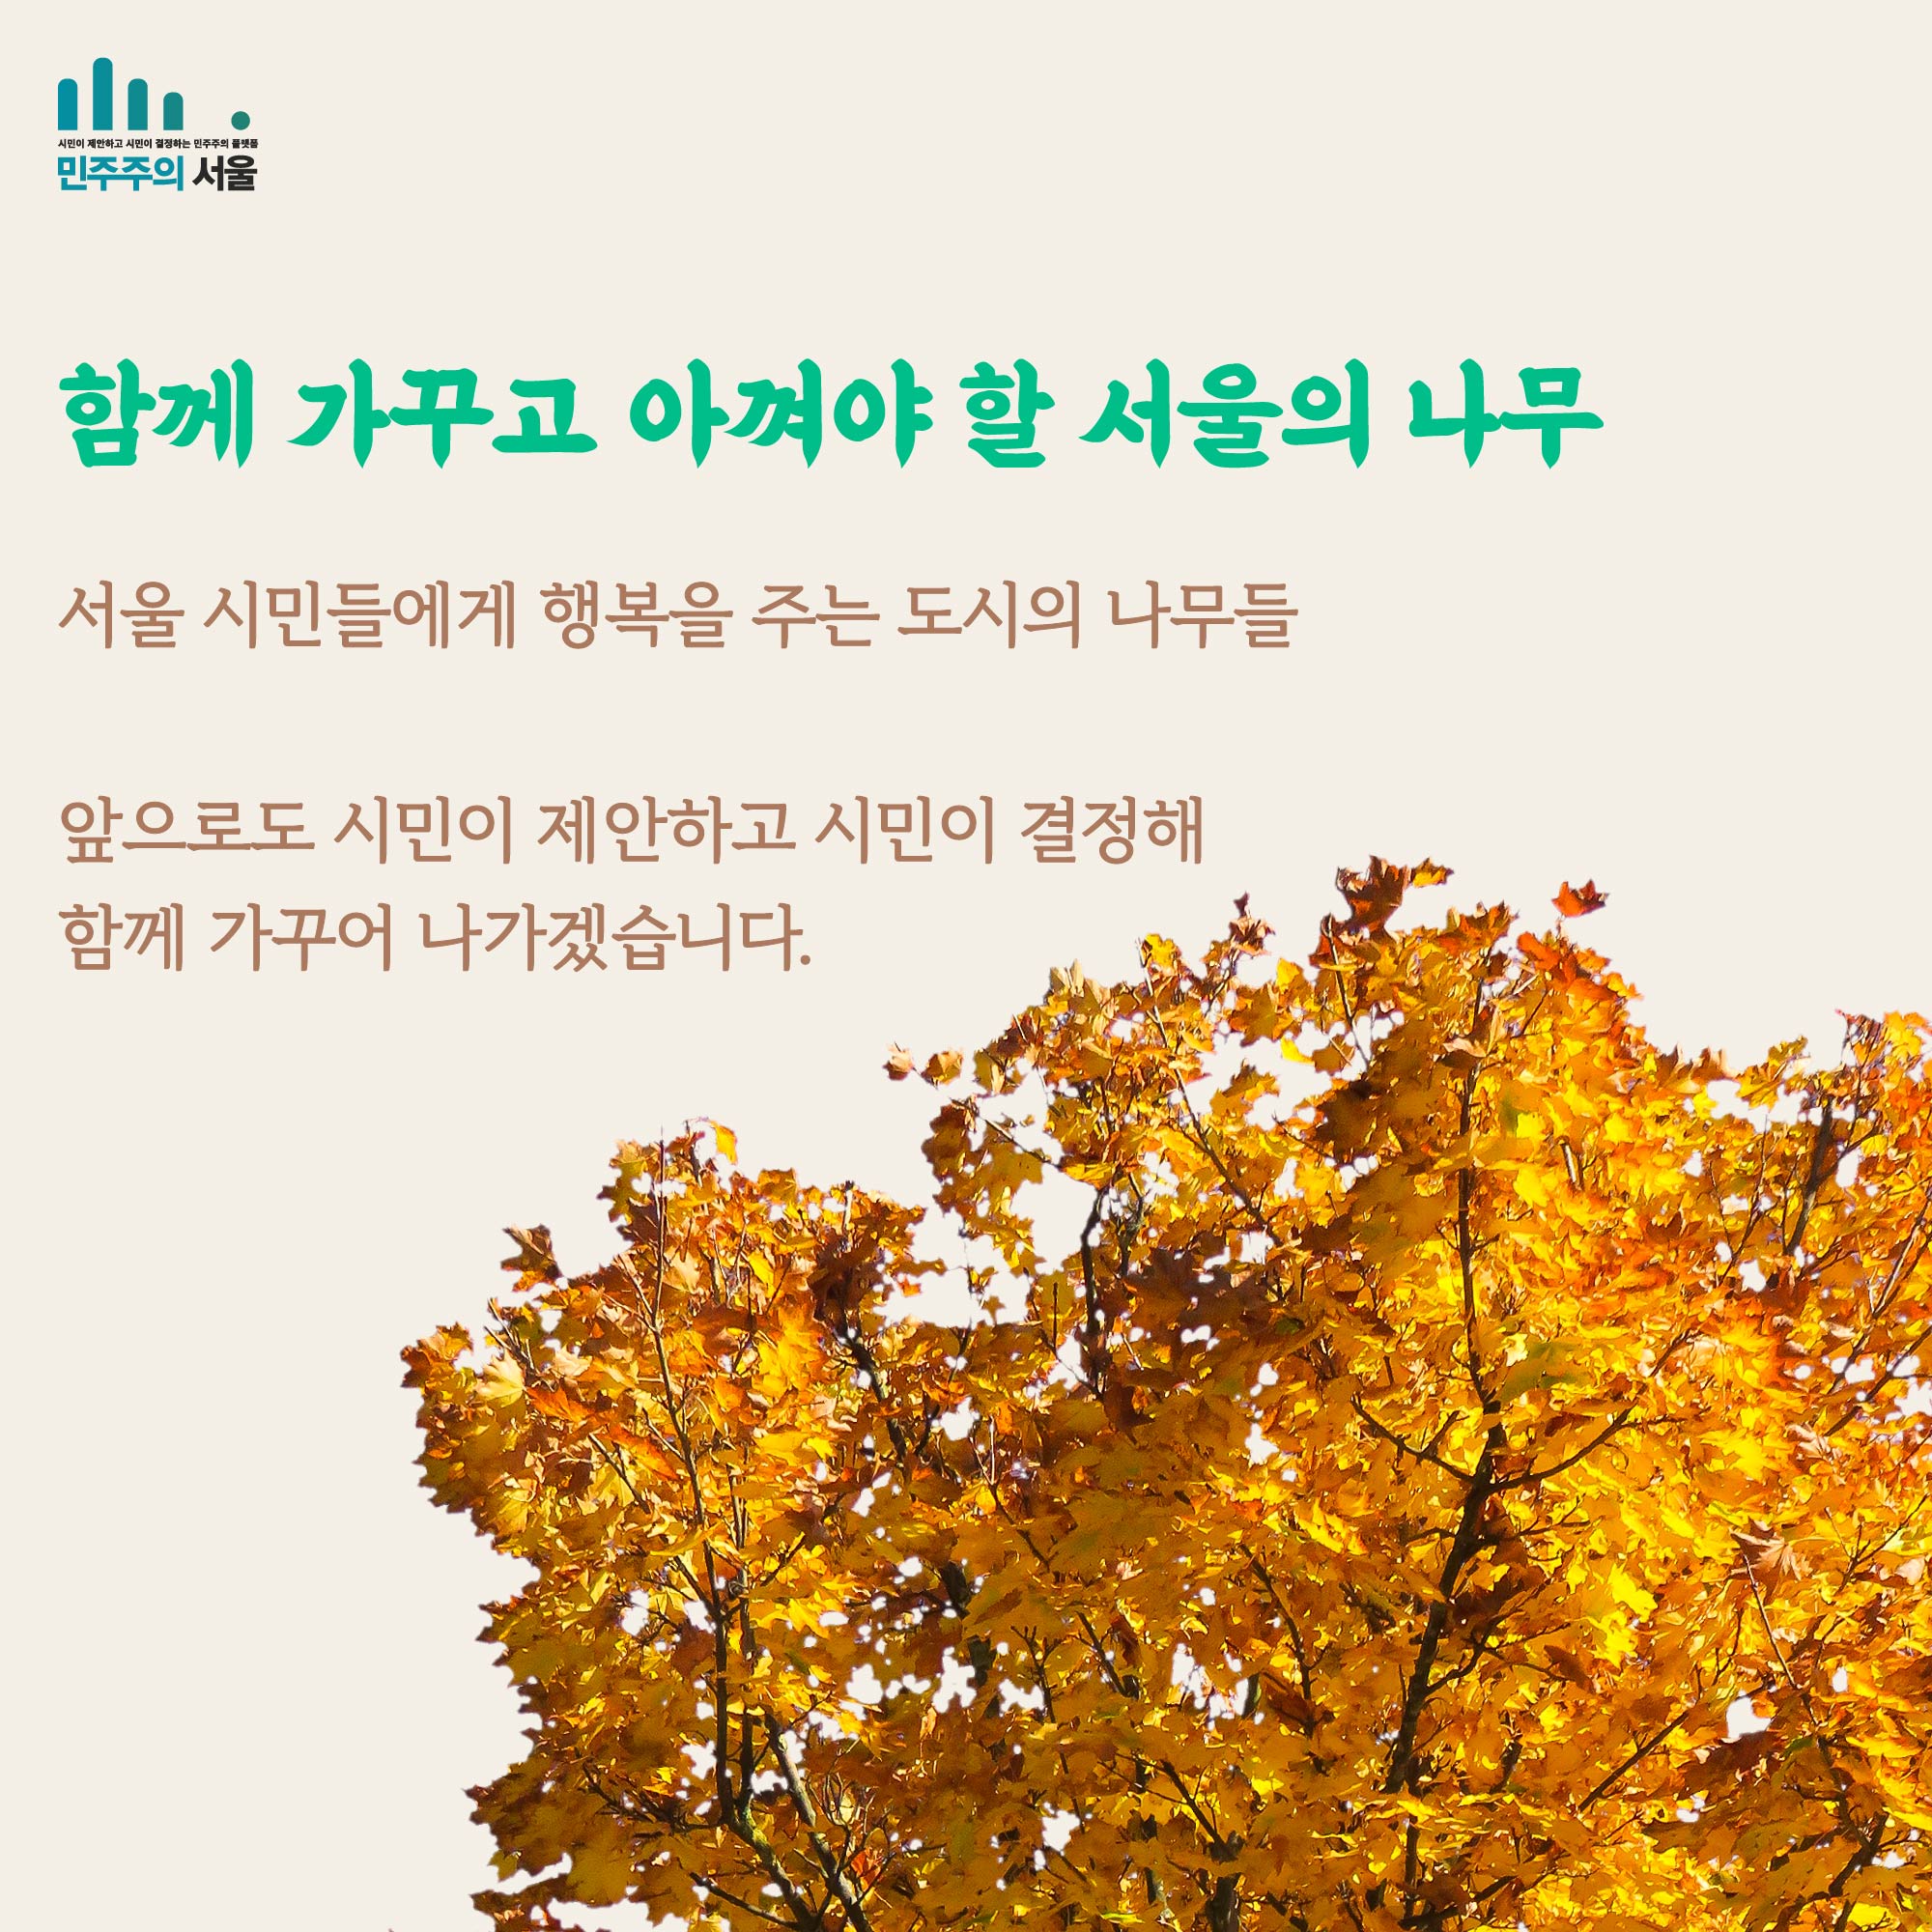 시민이 제안하고 시민이 결정하는 민주주의 플랫폼
민주주의 서울
함께 가꾸고 아껴야 할 서울의 나무
서울 시민들에게 행복을 주는 도시의 나무들
앞으로도 시민이 제안하고 시민이 결정해
함께 가꾸어 나가겠습니다.